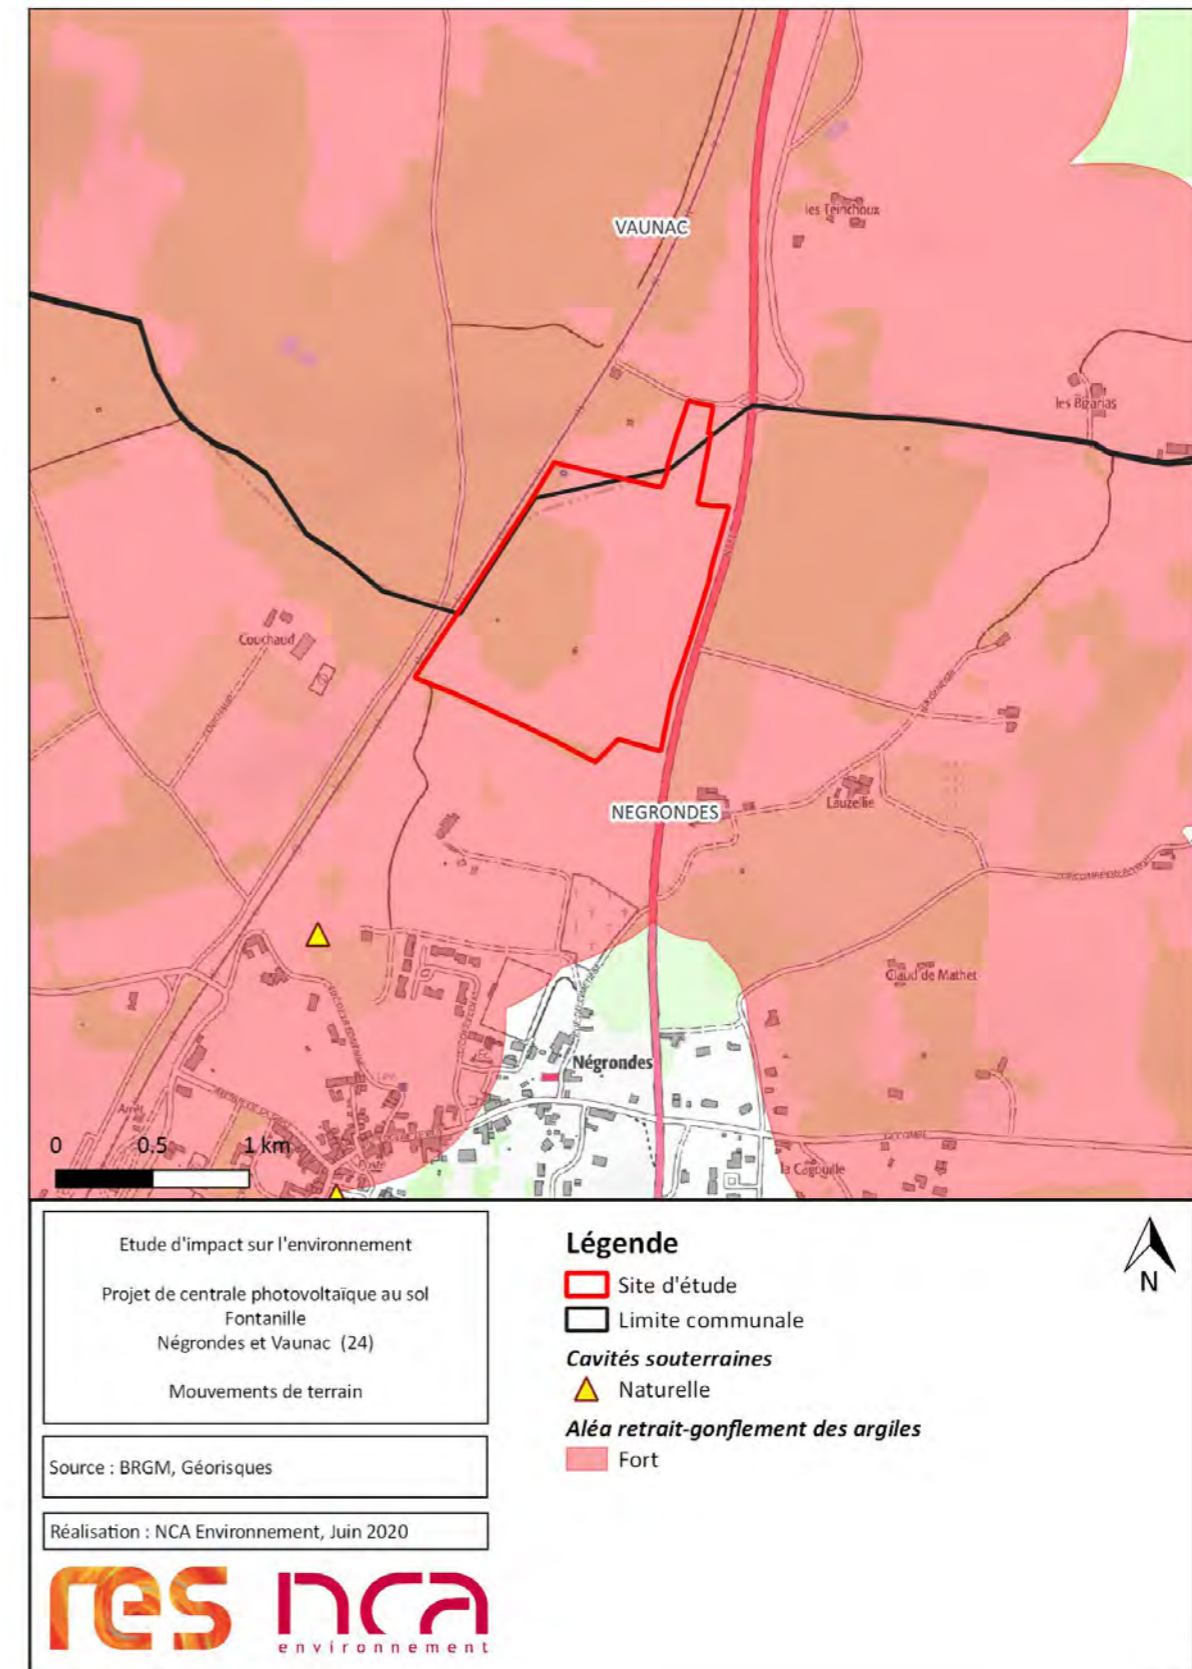 VAUNAC
les Teinchoux
les Bizarias
Couchaud
NEGRONDES
Lauzelie
Claud de Mathet
Négrondes
la Cagouille
0 0.5 1 km
Etude d'impact sur l'environnement
Projet de centrale photovoltaïque au sol
Fontanille
Négrondes et Vaunac (24)
Mouvements de terrain
Source : BRGM, Géorisques
Réalisation : NCA Environnement, Juin 2020
res
nca
environnement
Légende
Site d'étude
Limite communale
Cavités souterraines
Naturelle
Aléa retrait-gonflement des argiles
Fort
N